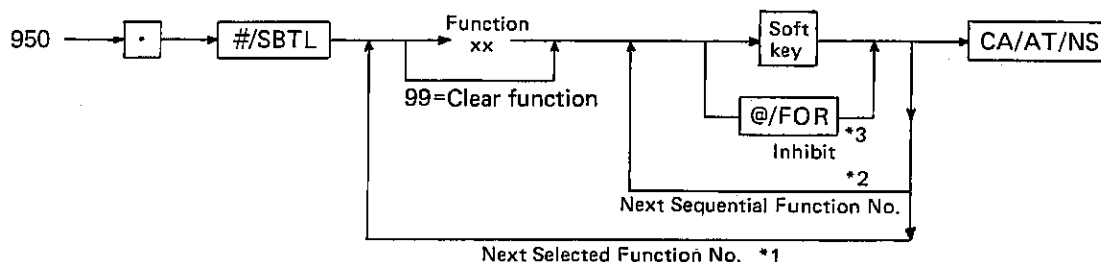 950
•
#/SBTL
Function
xx
99=Clear function
Soft
key
@/FOR
*3
Inhibit
*2
Next Sequential Function No.
Next Selected Function No. *1
CA/AT/NS